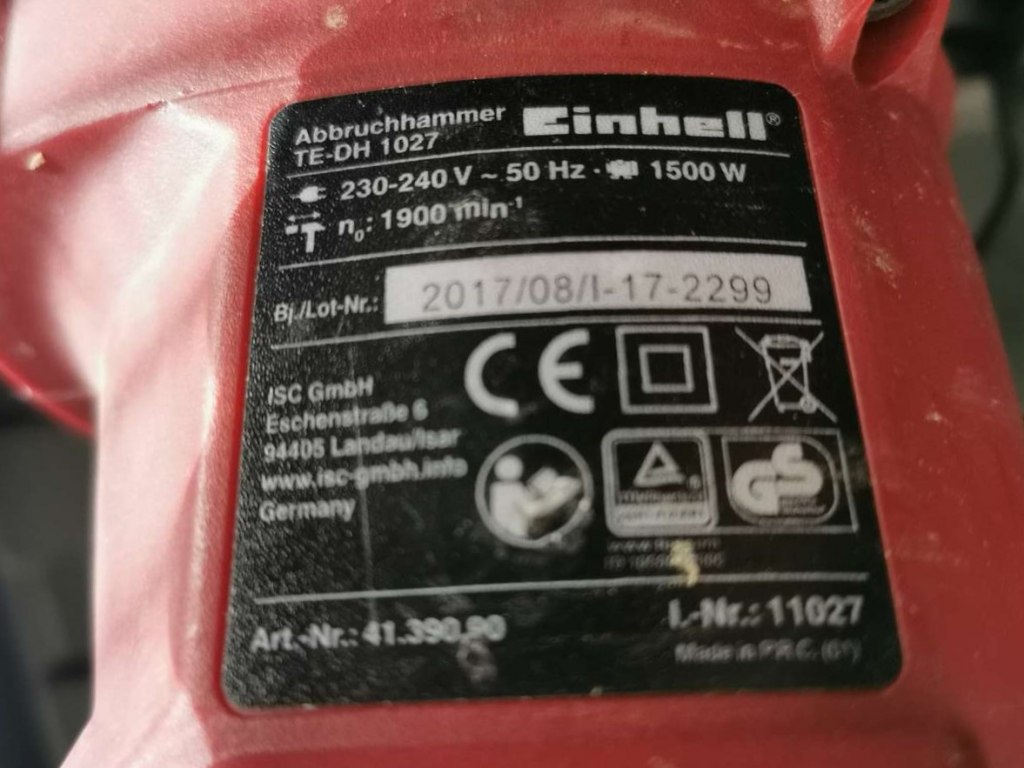 Abbruchhammer Einhell®
TE-DH 1027
230-240 V ~ 50 Hz · 1500 W
n₀: 1900 min⁻¹
Bj./Lot-Nr.: 2017/08/I-17-2299
CE
ISC GmbH
Eschenstraße 6
94405 Landau/Isar
www.isc-gmbh.info
Germany
GS
Art.-Nr.: 41.390.90 I.-Nr.: 11027
Made in P.R.C. (01)